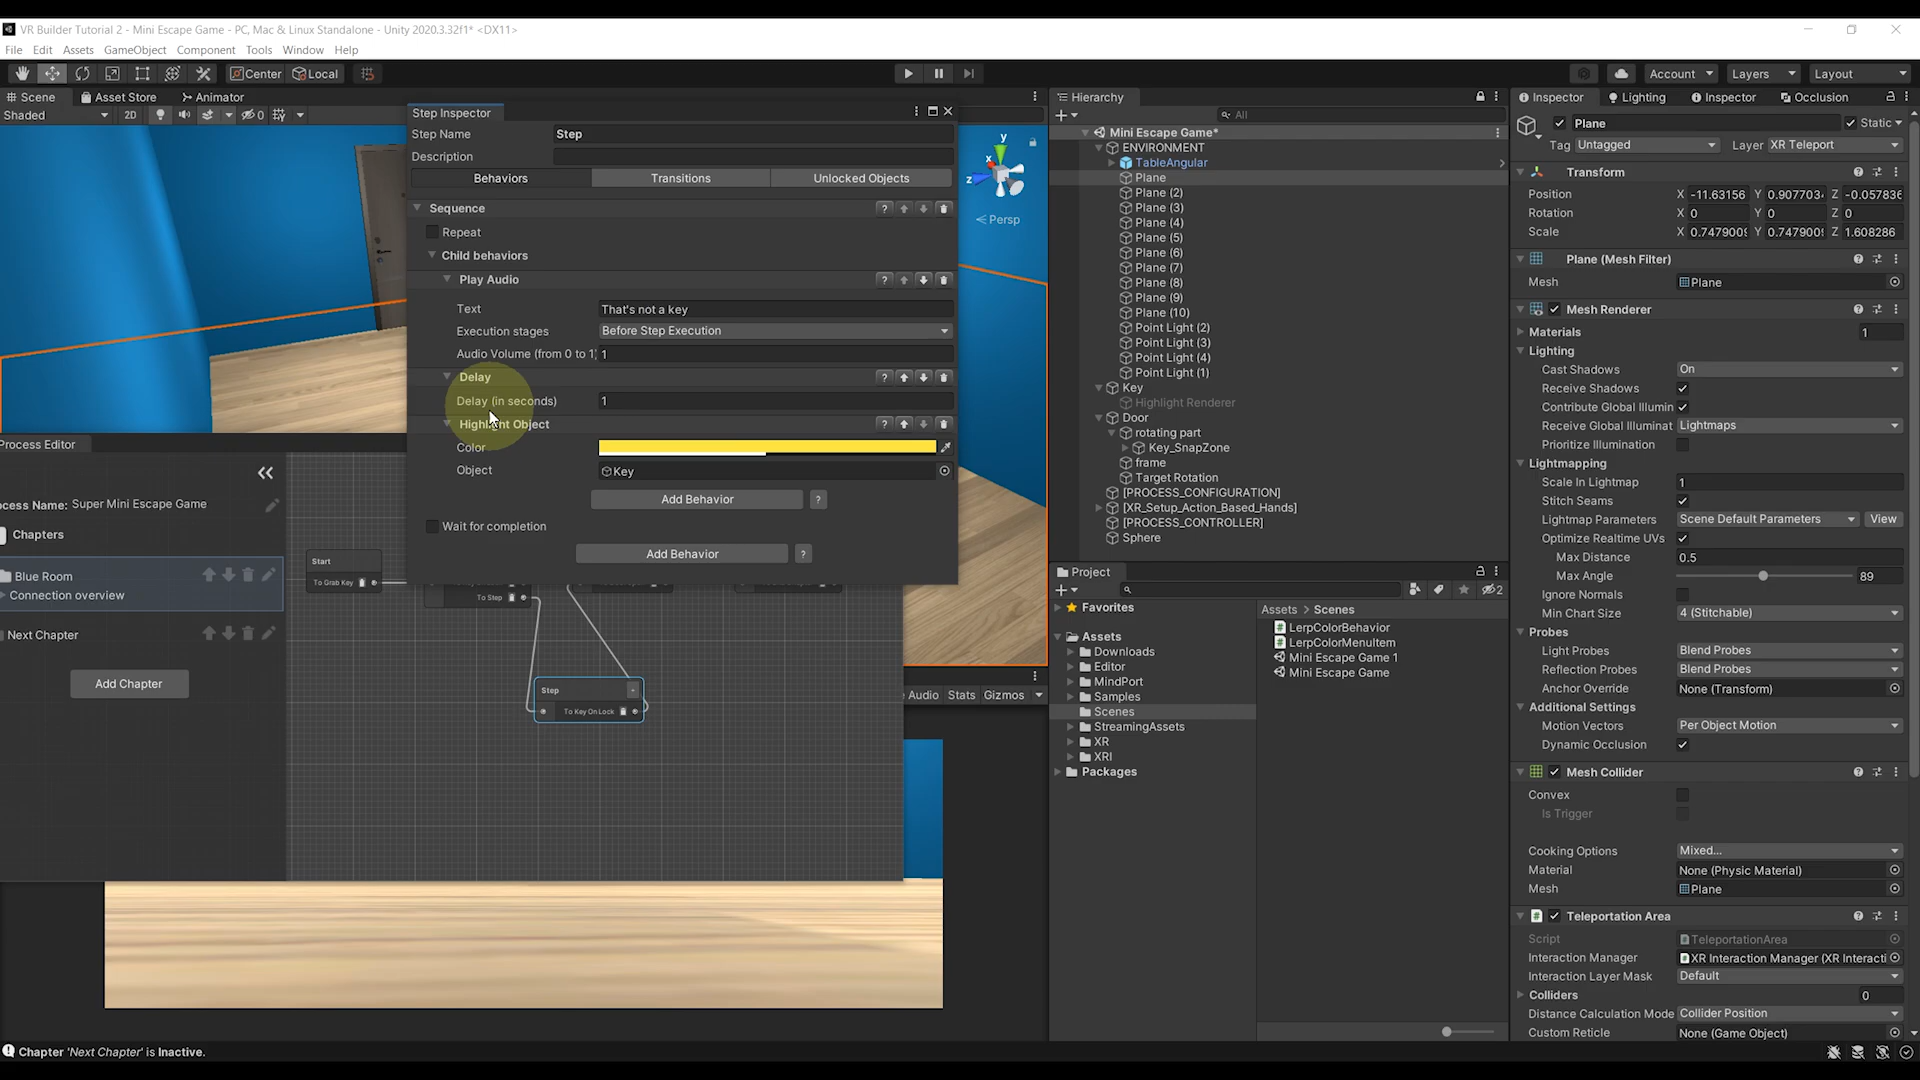 VR Builder Tutorial 2 - Mini Escape Game - PC, Mac & Linux Standalone - Unity 2020.3.32f1* <DX11>
File Edit Assets GameObject Component Tools Window Help
Center Local Account Layers Layout
Scene Asset Store Animator
Shaded 2D 0
Persp
y
x
z
Step Inspector
Step Name Step
Description
Behaviors Transitions Unlocked Objects
Sequence
Repeat
Child behaviors
Play Audio
Text That's not a key
Execution stages Before Step Execution
Audio Volume (from 0 to 1) 1
Delay
Delay (in seconds) 1
Highlight Object
Color
Object Key
Add Behavior ?
Wait for completion
Add Behavior ?
Process Editor
ocess Name: Super Mini Escape Game
Chapters
Blue Room
Connection overview
Next Chapter
Add Chapter
Start
To Grab Key
To Step
Step
To Key On Lock
e Audio Stats Gizmos
Hierarchy
All
Mini Escape Game*
ENVIRONMENT
TableAngular
Plane
Plane (2)
Plane (3)
Plane (4)
Plane (5)
Plane (6)
Plane (7)
Plane (8)
Plane (9)
Plane (10)
Point Light (2)
Point Light (3)
Point Light (4)
Point Light (1)
Key
Highlight Renderer
Door
rotating part
Key_SnapZone
frame
Target Rotation
[PROCESS_CONFIGURATION]
[XR_Setup_Action_Based_Hands]
[PROCESS_CONTROLLER]
Sphere
Project
2
Favorites
Assets
Downloads
Editor
MindPort
Samples
Scenes
StreamingAssets
XR
XRI
Packages
Assets > Scenes
LerpColorBehavior
LerpColorMenuItem
Mini Escape Game 1
Mini Escape Game
Inspector Lighting Inspector Occlusion
Plane Static
Tag Untagged Layer XR Teleport
Transform
Position X -11.63156 Y 0.907703 Z -0.057836
Rotation X 0 Y 0 Z 0
Scale X 0.747900 Y 0.747900 Z 1.608286
Plane (Mesh Filter)
Mesh Plane
Mesh Renderer
Materials 1
Lighting
Cast Shadows On
Receive Shadows
Contribute Global Illumin
Receive Global Illuminat Lightmaps
Prioritize Illumination
Lightmapping
Scale In Lightmap 1
Stitch Seams
Lightmap Parameters Scene Default Parameters View
Optimize Realtime UVs
Max Distance 0.5
Max Angle 89
Ignore Normals
Min Chart Size 4 (Stitchable)
Probes
Light Probes Blend Probes
Reflection Probes Blend Probes
Anchor Override None (Transform)
Additional Settings
Motion Vectors Per Object Motion
Dynamic Occlusion
Mesh Collider
Convex
Is Trigger
Cooking Options Mixed...
Material None (Physic Material)
Mesh Plane
Teleportation Area
Script TeleportationArea
Interaction Manager XR Interaction Manager (XR Interacti
Interaction Layer Mask Default
Colliders 0
Distance Calculation Mode Collider Position
Custom Reticle None (Game Object)
Chapter 'Next Chapter' is Inactive.